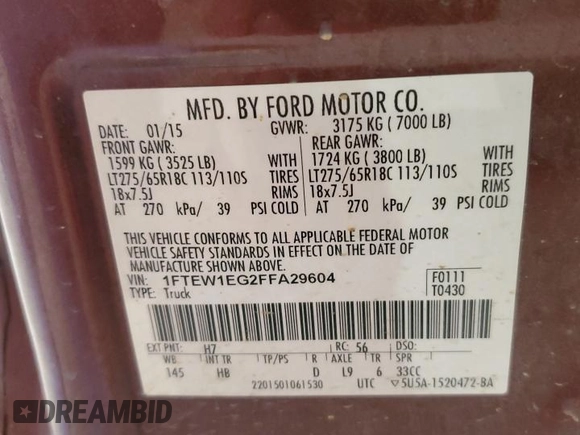 MFD. BY FORD MOTOR CO.
DATE: 01/15 GVWR: 3175 KG ( 7000 LB)
FRONT GAWR: REAR GAWR:
1599 KG ( 3525 LB) 1724 KG ( 3800 LB)
LT275/65R18C 113/110S TIRES LT275/65R18C 113/110S TIRES
18x7.5J RIMS 18x7.5J RIMS
AT 270 kPa/ 39 PSI COLD AT 270 kPa/ 39 PSI COLD
THIS VEHICLE CONFORMS TO ALL APPLICABLE FEDERAL MOTOR
VEHICLE SAFETY STANDARDS IN EFFECT ON THE DATE OF
MANUFACTURE SHOWN ABOVE.
VIN: 1FTEW1EG2FFA29604 F0111
TYPE: Truck T0430
EXT PNT: H7 RC: 56 DSO:
WB INT TR TP/PS R AXLE TR SPR
145 HB D L9 6 33CC
2201501061530 UTC ▽5U5A-1520472-BA
DREAMBID